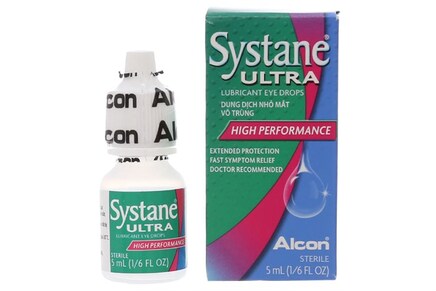 con
Alcon
Systane®
ULTRA
LUBRICANT EYE DROPS
HIGH PERFORMANCE
STERILE
5 mL (1/6 FL OZ)
Systane®
ULTRA
LUBRICANT EYE DROPS
DUNG DỊCH NHỎ MẮT
VÔ TRÙNG
HIGH PERFORMANCE
EXTENDED PROTECTION
FAST SYMPTOM RELIEF
DOCTOR RECOMMENDED
Alcon®
STERILE
5 mL (1/6 FL OZ)